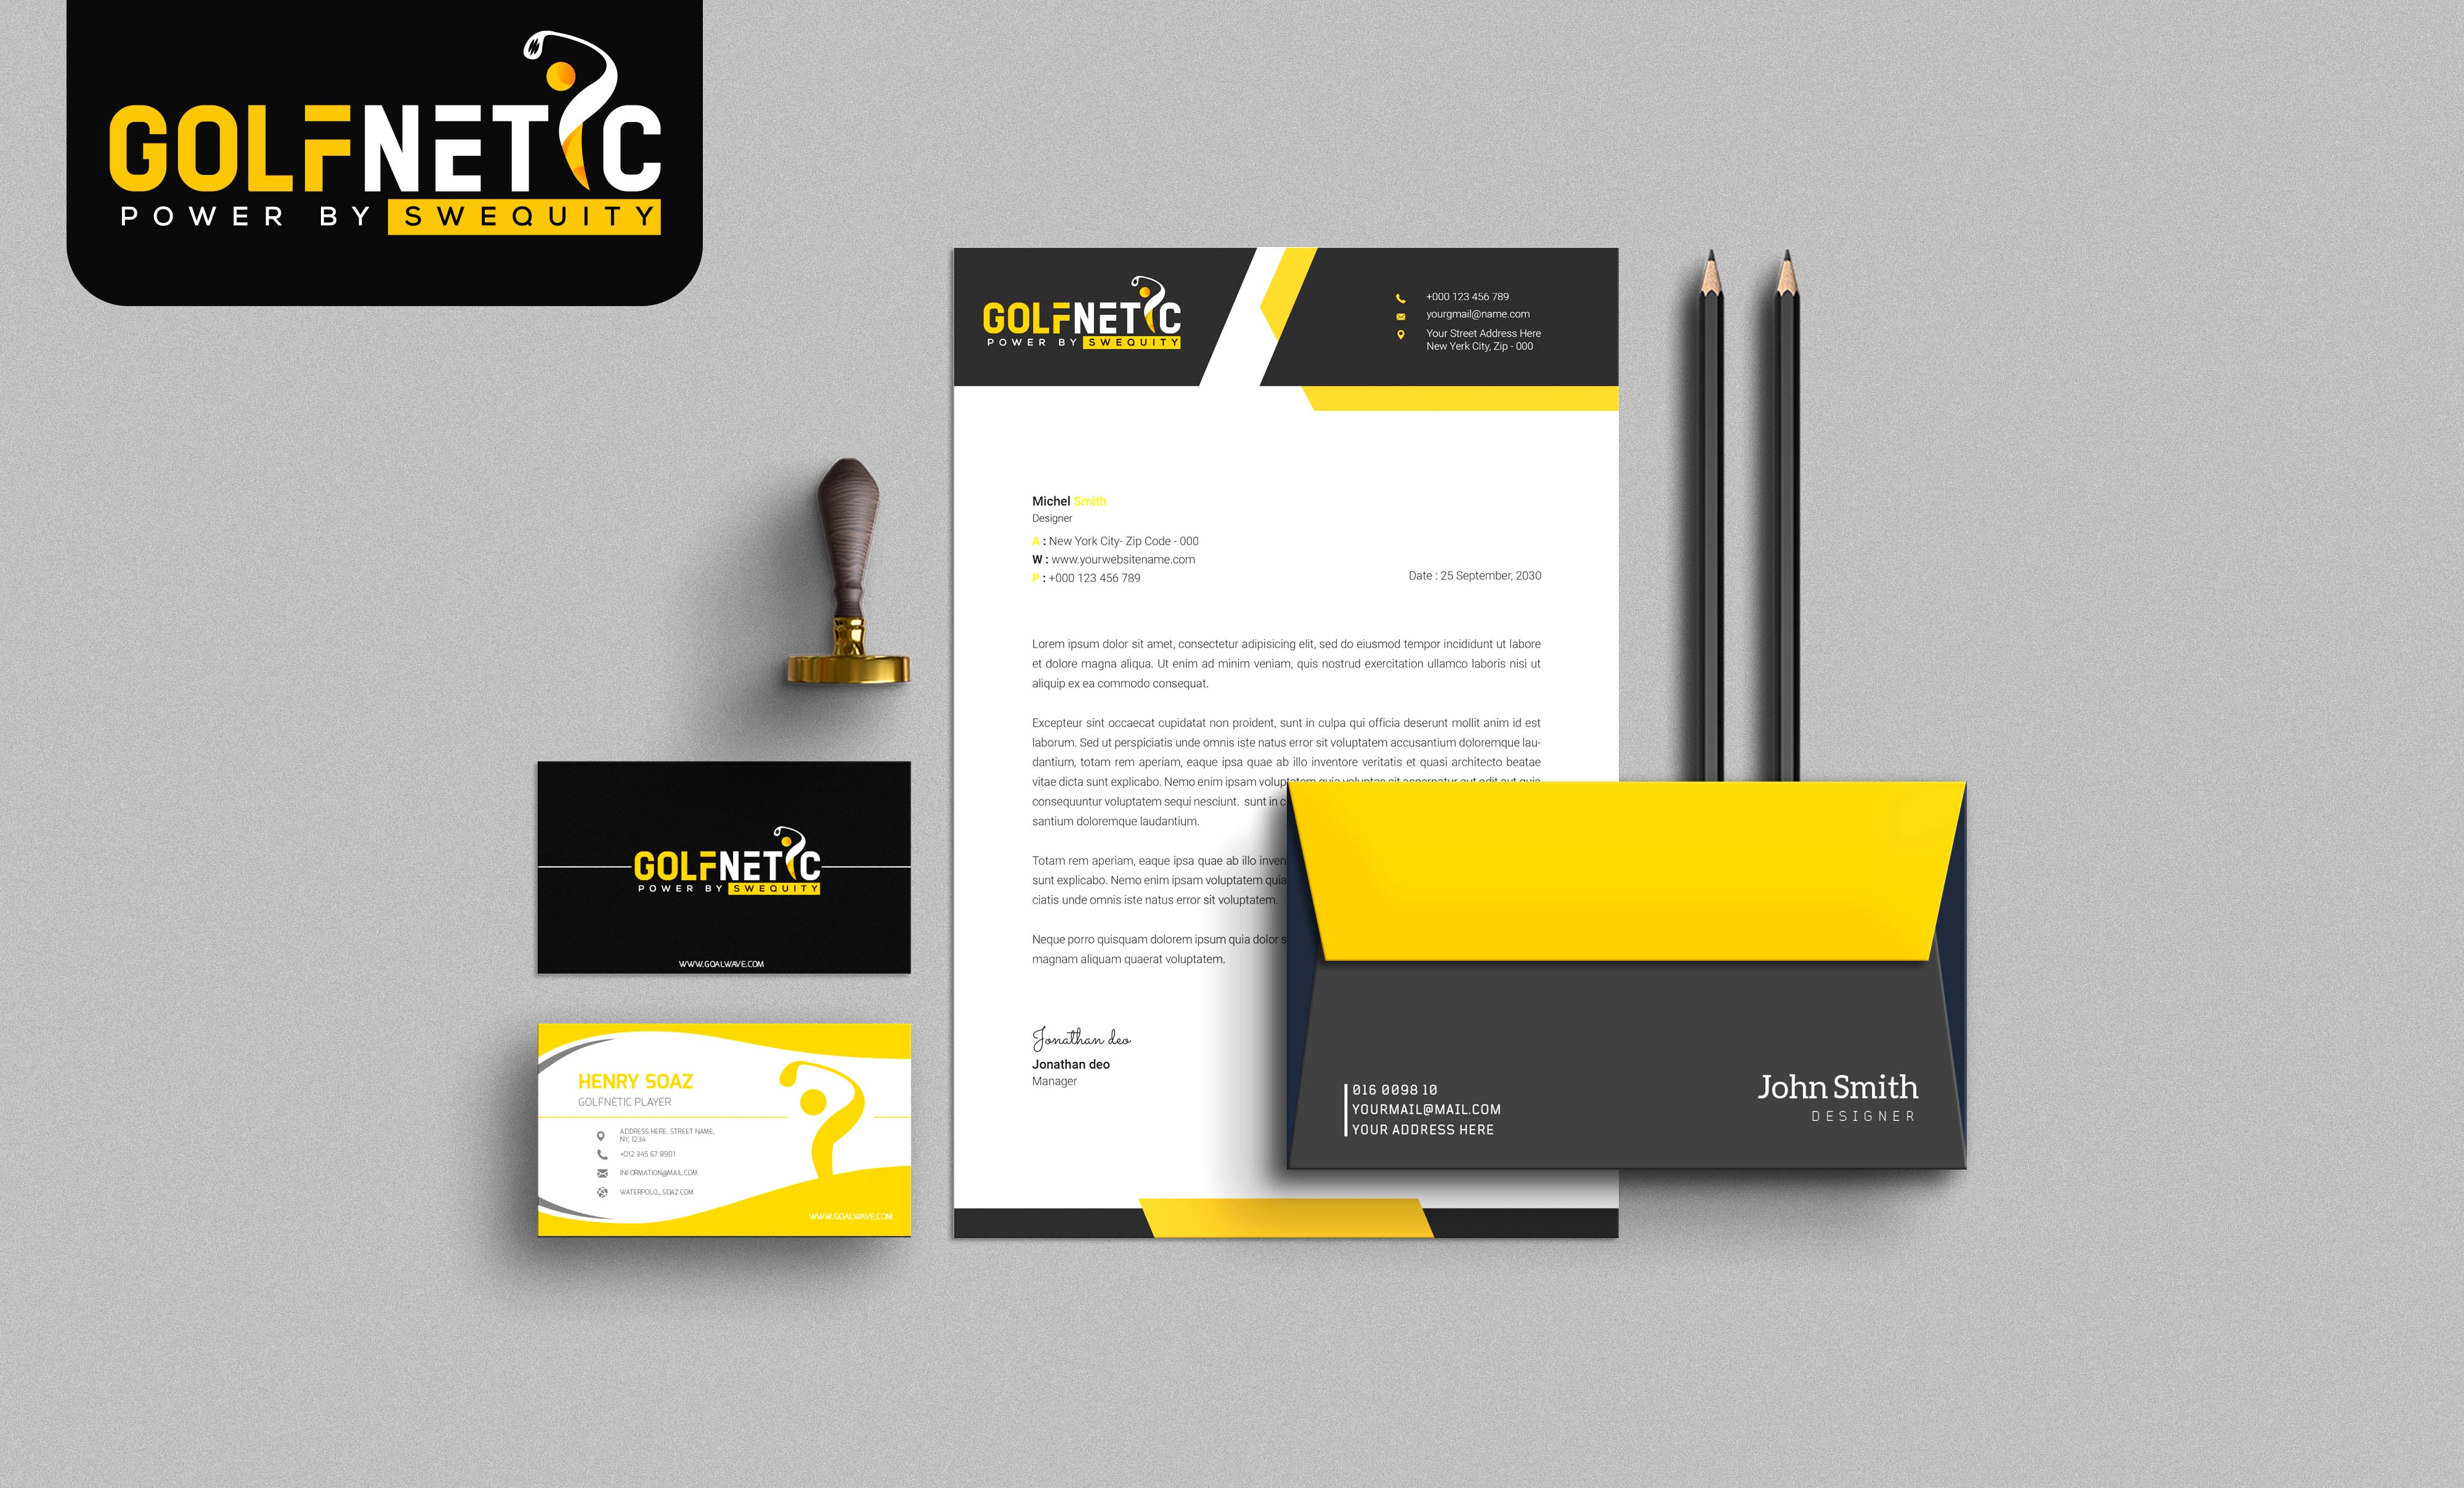 GOLFNETIC
POWER BY SWEQUITY
GOLFNETIC
POWER BY SWEQUITY
+000 123 456 789
yourgmail@name.com
Your Street Address Here
New Yerk City, Zip - 000
Michel Smith
Designer
A : New York City- Zip Code - 000
W : www.yourwebsitename.com
P : +000 123 456 789
Date : 25 September, 2030
Lorem ipsum dolor sit amet, consectetur adipisicing elit, sed do eiusmod tempor incididunt ut labore
et dolore magna aliqua. Ut enim ad minim veniam, quis nostrud exercitation ullamco laboris nisi ut
aliquip ex ea commodo consequat.
Excepteur sint occaecat cupidatat non proident, sunt in culpa qui officia deserunt mollit anim id est
laborum. Sed ut perspiciatis unde omnis iste natus error sit voluptatem accusantium doloremque lau-
dantium, totam rem aperiam, eaque ipsa quae ab illo inventore veritatis et quasi architecto beatae
vitae dicta sunt explicabo. Nemo enim ipsam voluptatem quia voluptas sit aspernatur aut odit aut quia
consequuntur voluptatem sequi nesciunt. sunt in c
santium doloremque laudantium.
Totam rem aperiam, eaque ipsa quae ab illo inven
sunt explicabo. Nemo enim ipsam voluptatem quia
ciatis unde omnis iste natus error sit voluptatem.
Neque porro quisquam dolorem ipsum quia dolor s
magnam aliquam quaerat voluptatem.
Jonathan deo
Jonathan deo
Manager
GOLFNETIC
POWER BY SWEQUITY
WWW.GOALWAVE.COM
HENRY SOAZ
GOLFNETIC PLAYER
ADDRESS HERE, STREET NAME,
NY, 1234
+012 345 67 8901
INFORMATION@MAIL.COM
WATERPOLO_SOAZ.COM
WWW.GOALWAVE.COM
016 0098 10
YOURMAIL@MAIL.COM
YOUR ADDRESS HERE
John Smith
DESIGNER